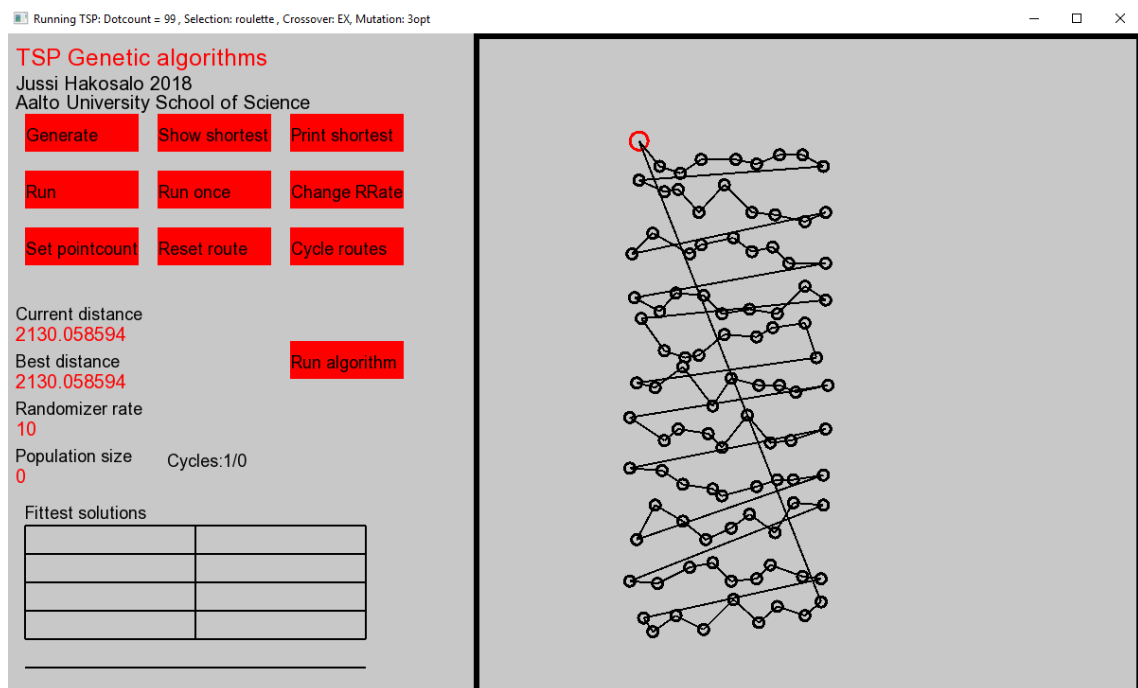 Running TSP: Dotcount = 99 , Selection: roulette , Crossover: EX, Mutation: 3opt
TSP Genetic algorithms
Jussi Hakosalo 2018
Aalto University School of Science
Generate Show shortest Print shortest
Run Run once Change RRate
Set pointcount Reset route Cycle routes
Current distance
2130.058594
Run algorithm
Best distance
2130.058594
Randomizer rate
10
Population size
0
Cycles:1/0
Fittest solutions